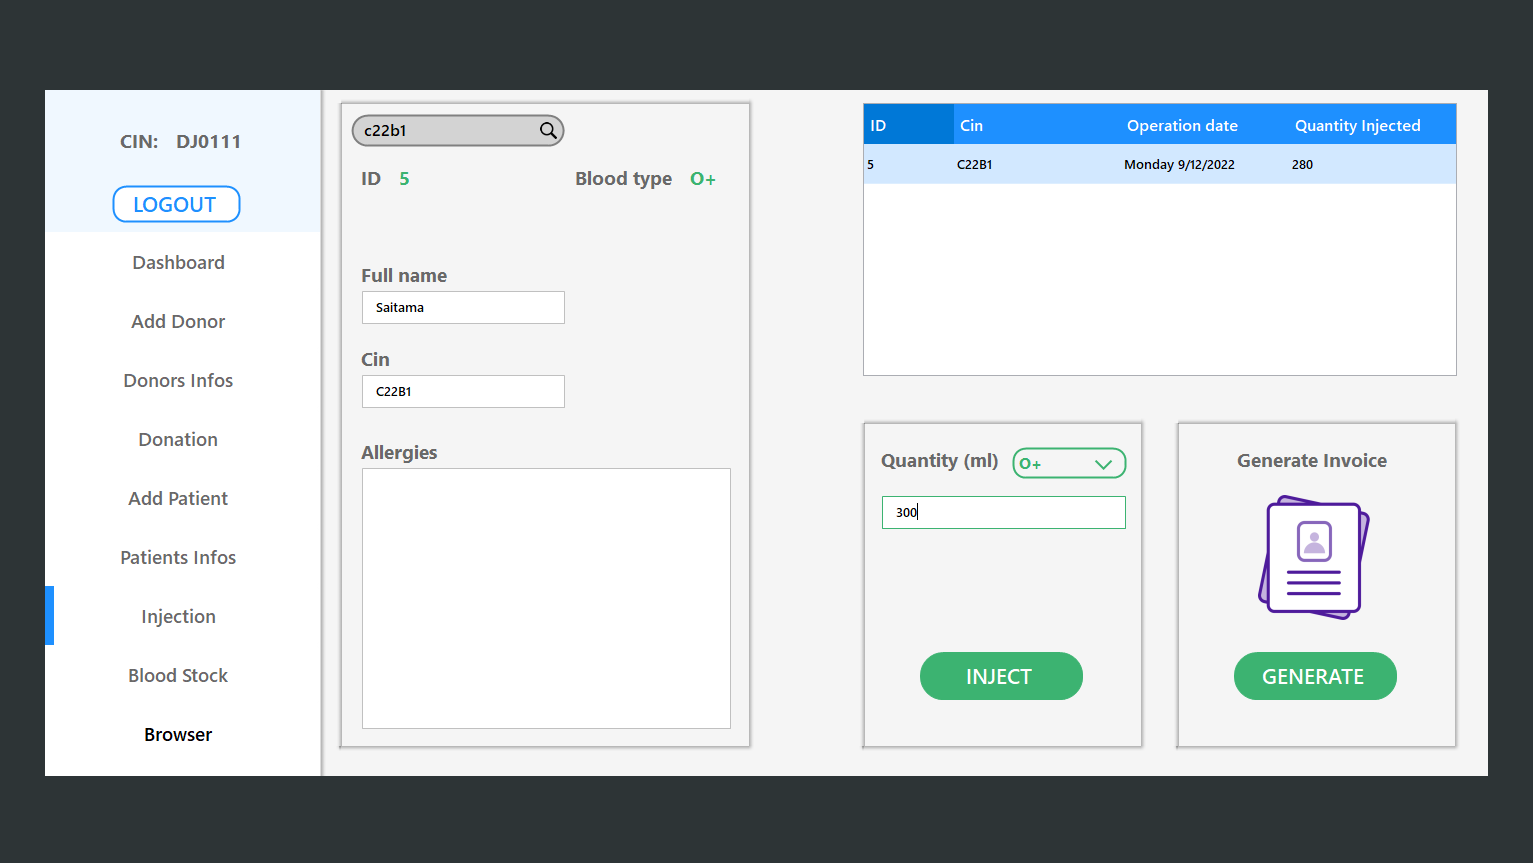 CIN: DJ0111
LOGOUT
Dashboard
Add Donor
Donors Infos
Donation
Add Patient
Patients Infos
Injection
Blood Stock
Browser
c22b1
ID 5 Blood type O+
Full name
Saitama
Cin
C22B1
Allergies
ID Cin Operation date Quantity Injected
5 C22B1 Monday 9/12/2022 280
Quantity (ml) O+
300
INJECT
Generate Invoice
GENERATE